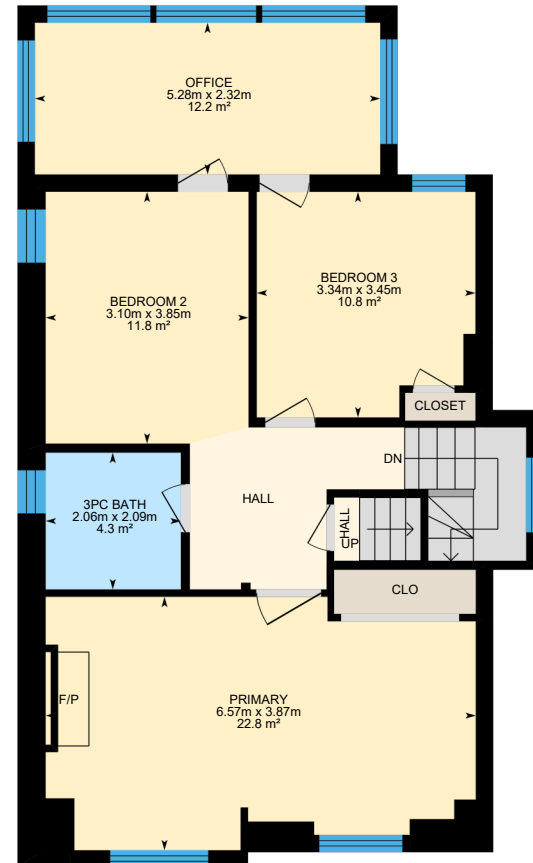 OFFICE
5.28m x 2.32m
12.2 m²
BEDROOM 2
3.10m x 3.85m
11.8 m²
BEDROOM 3
3.34m x 3.45m
10.8 m²
CLOSET
DN
HALL
3PC BATH
2.06m x 2.09m
4.3 m²
HALL
UP
CLO
F/P
PRIMARY
6.57m x 3.87m
22.8 m²